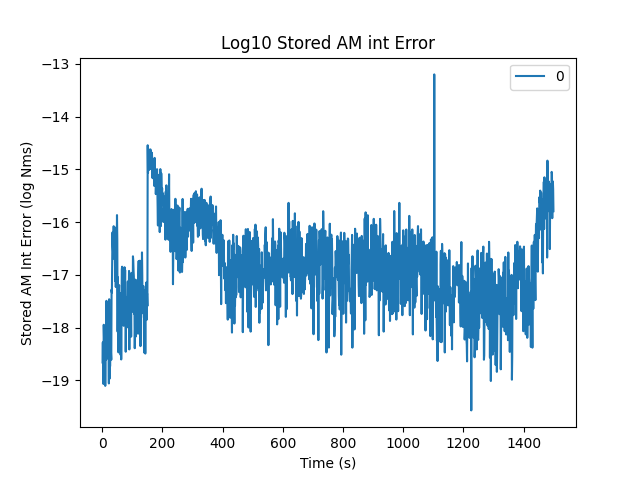 Log10 Stored AM int Error
0
Stored AM Int Error (log Nms)
−13
−14
−15
−16
−17
−18
−19
0 200 400 600 800 1000 1200 1400
Time (s)